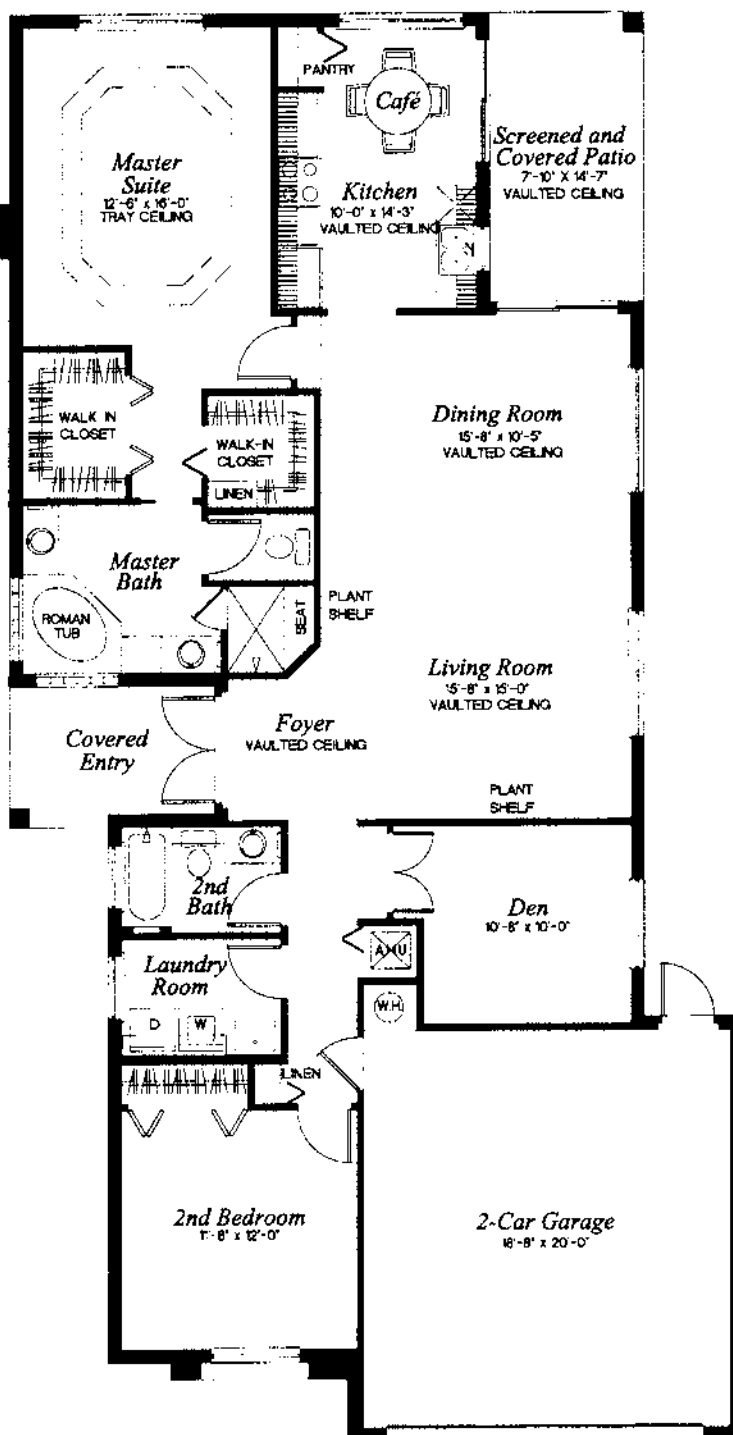 PANTRY
Café
Master
Suite
12'-6" x 16'-0"
TRAY CEILING
Kitchen
10'-0" x 14'-3"
VAULTED CEILING
Screened and
Covered Patio
7'-10" X 14'-7"
VAULTED CEILING
WALK IN
CLOSET
WALK-IN
CLOSET
LINEN
Dining Room
15'-8" x 10'-5"
VAULTED CEILING
Master
Bath
ROMAN
TUB
SEAT
PLANT
SHELF
Living Room
15'-8" x 15'-0"
VAULTED CEILING
Foyer
VAULTED CEILING
Covered
Entry
PLANT
SHELF
2nd
Bath
Den
10'-8" x 10'-0"
AHU
Laundry
Room
D
W
W.H
LINEN
2nd Bedroom
11'-8" x 12'-0"
2-Car Garage
18'-8" x 20'-0"